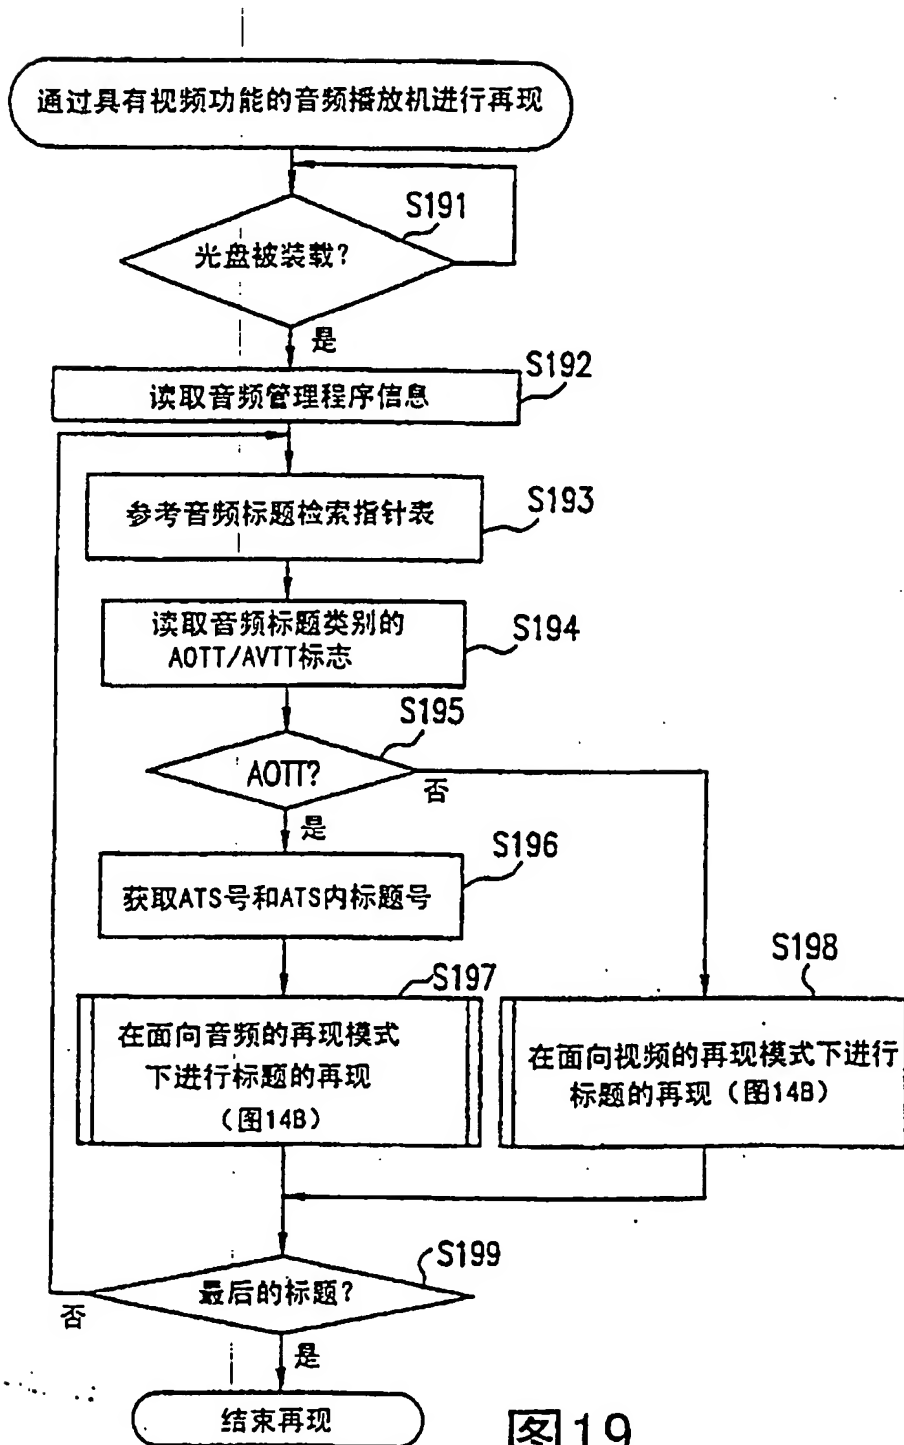 通过具有视频功能的音频播放机进行再现
S191
光盘被装载?
是
S192
读取音频管理程序信息
S193
参考音频标题检索指针表
S194
读取音频标题类别的
AOTT/AVTT标志
S195
AOTT?
否
是
S196
获取ATS号和ATS内标题号
S197
在面向音频的再现模式
下进行标题的再现
(图14B)
S198
在面向视频的再现模式下进行
标题的再现(图14B)
S199
最后的标题?
否
是
结束再现
图19